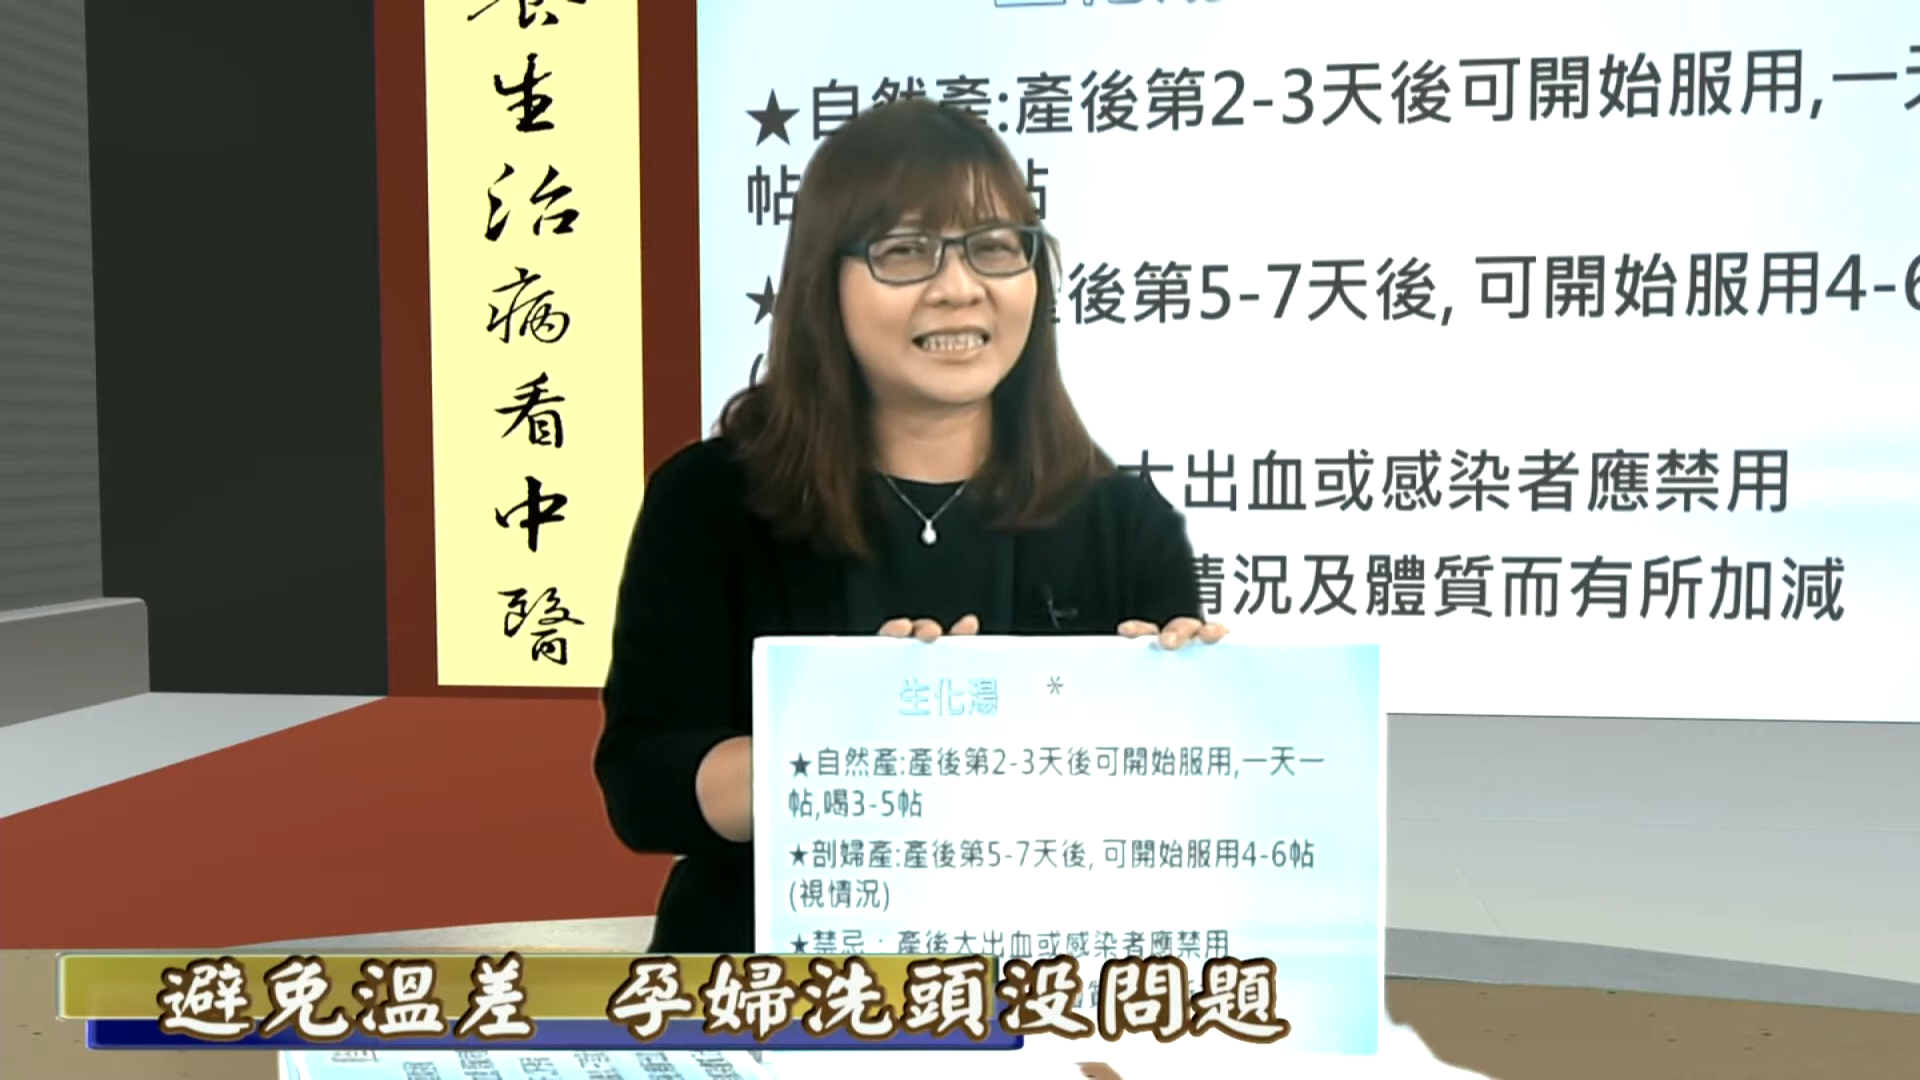 生治病看中醫
★自然產:產後第2-3天後可開始服用,一天
帖
帖
★
產後第5-7天後, 可開始服用4-6
(
大出血或感染者應禁用
情況及體質而有所加減
生化湯 *
★自然產:產後第2-3天後可開始服用,一天一
帖,喝3-5帖
★剖婦產:產後第5-7天後, 可開始服用4-6帖
(視情況)
★禁忌：產後大出血或感染者應禁用
避免溫差 孕婦洗頭沒問題